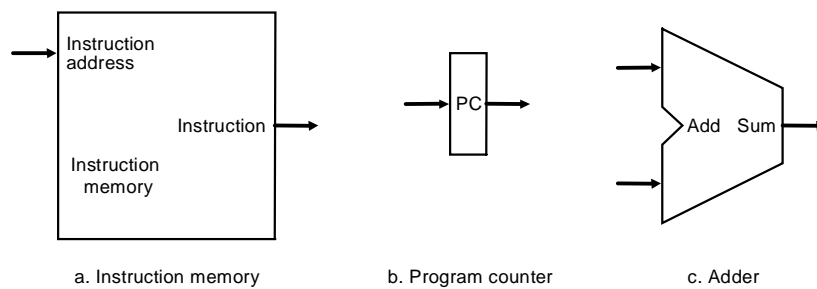 Instruction
address
Instruction
Instruction
memory
PC
Add Sum
a. Instruction memory
b. Program counter
c. Adder